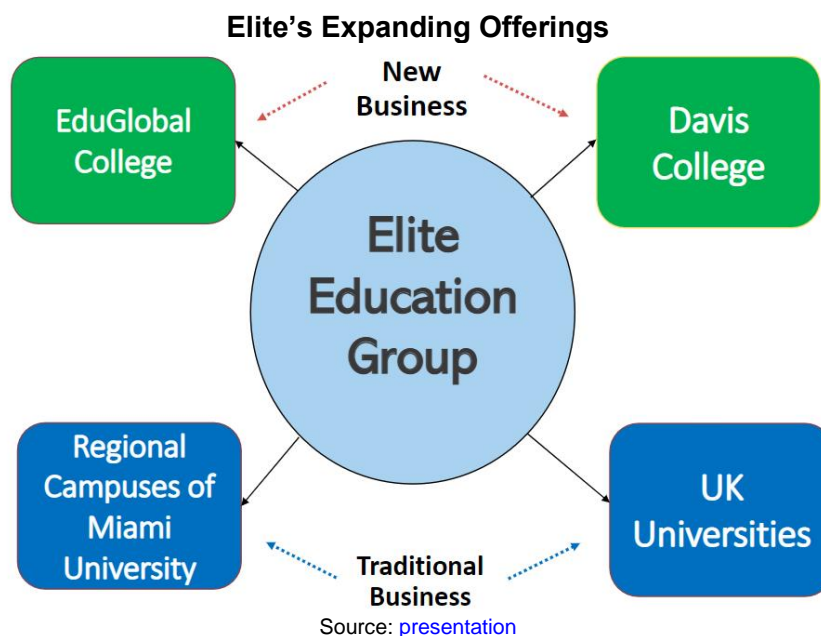 Elite’s Expanding Offerings
New
Business
EduGlobal
College
Davis
College
Elite
Education
Group
Regional
Campuses of
Miami
University
UK
Universities
Traditional
Business
Source: presentation